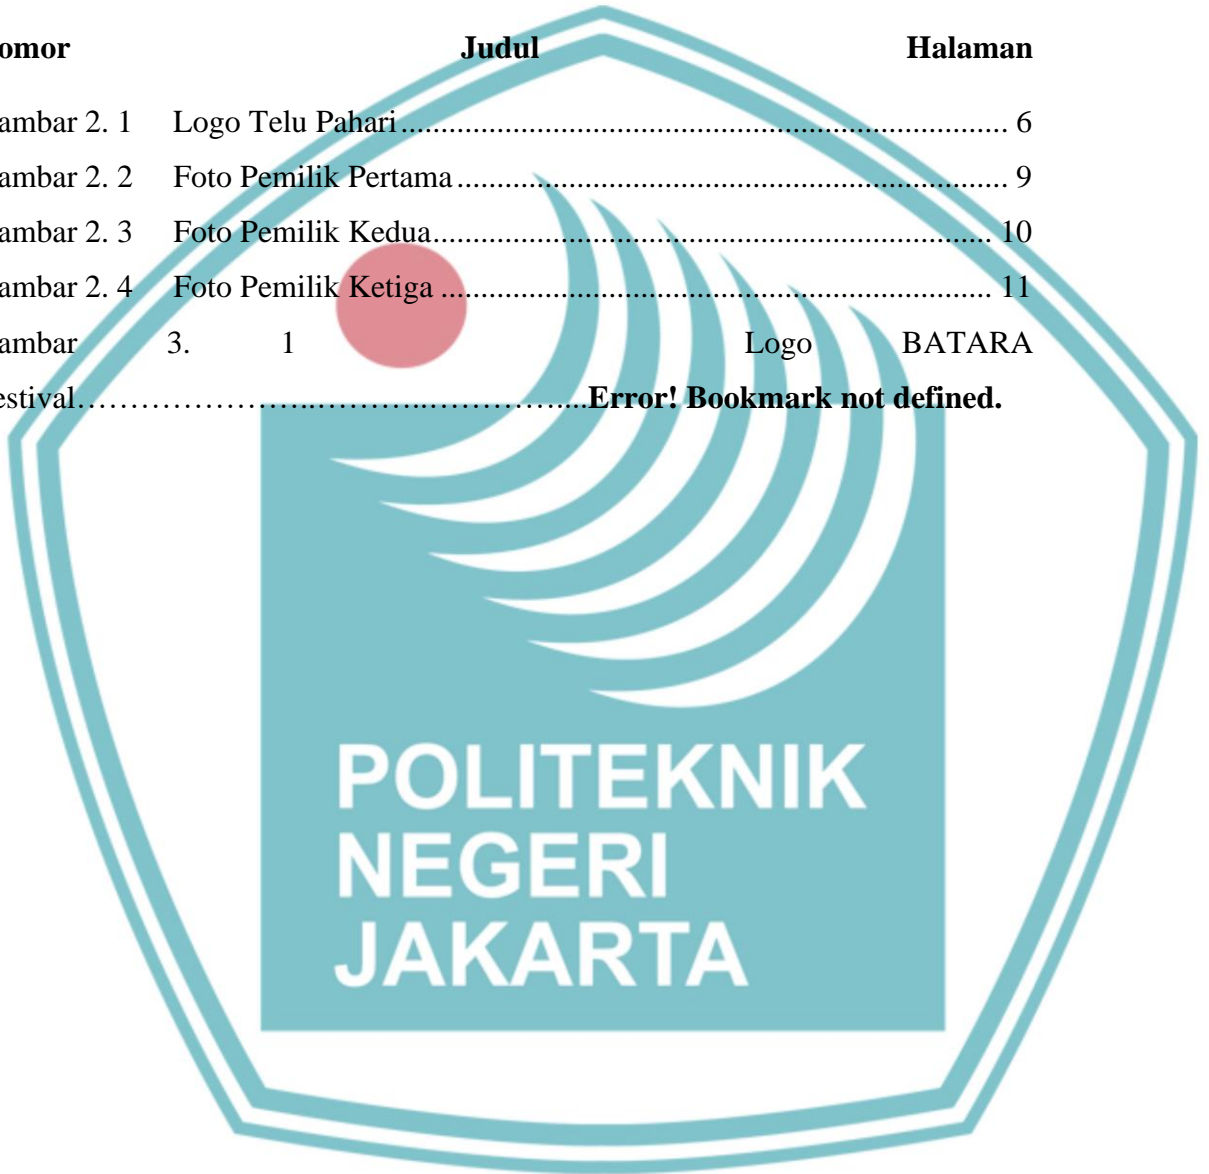 omor Judul Halaman
ambar 2. 1 Logo Telu Pahari............................................................................ 6
ambar 2. 2 Foto Pemilik Pertama..................................................................... 9
ambar 2. 3 Foto Pemilik Kedua...................................................................... 10
ambar 2. 4 Foto Pemilik Ketiga ..................................................................... 11
ambar 3. 1 Logo BATARA
estival…………………...………..…………....Error! Bookmark not defined.
POLITEKNIK
NEGERI
JAKARTA